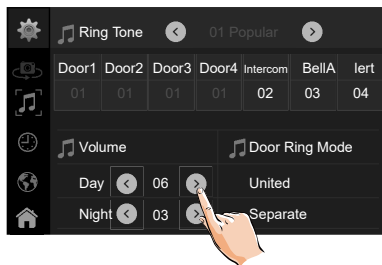 Ring Tone 01 Popular
Door1 Door2 Door3 Door4 Intercom BellA lert
01 01 01 01 02 03 04
Volume Door Ring Mode
Day 06 United
Night 03 Separate